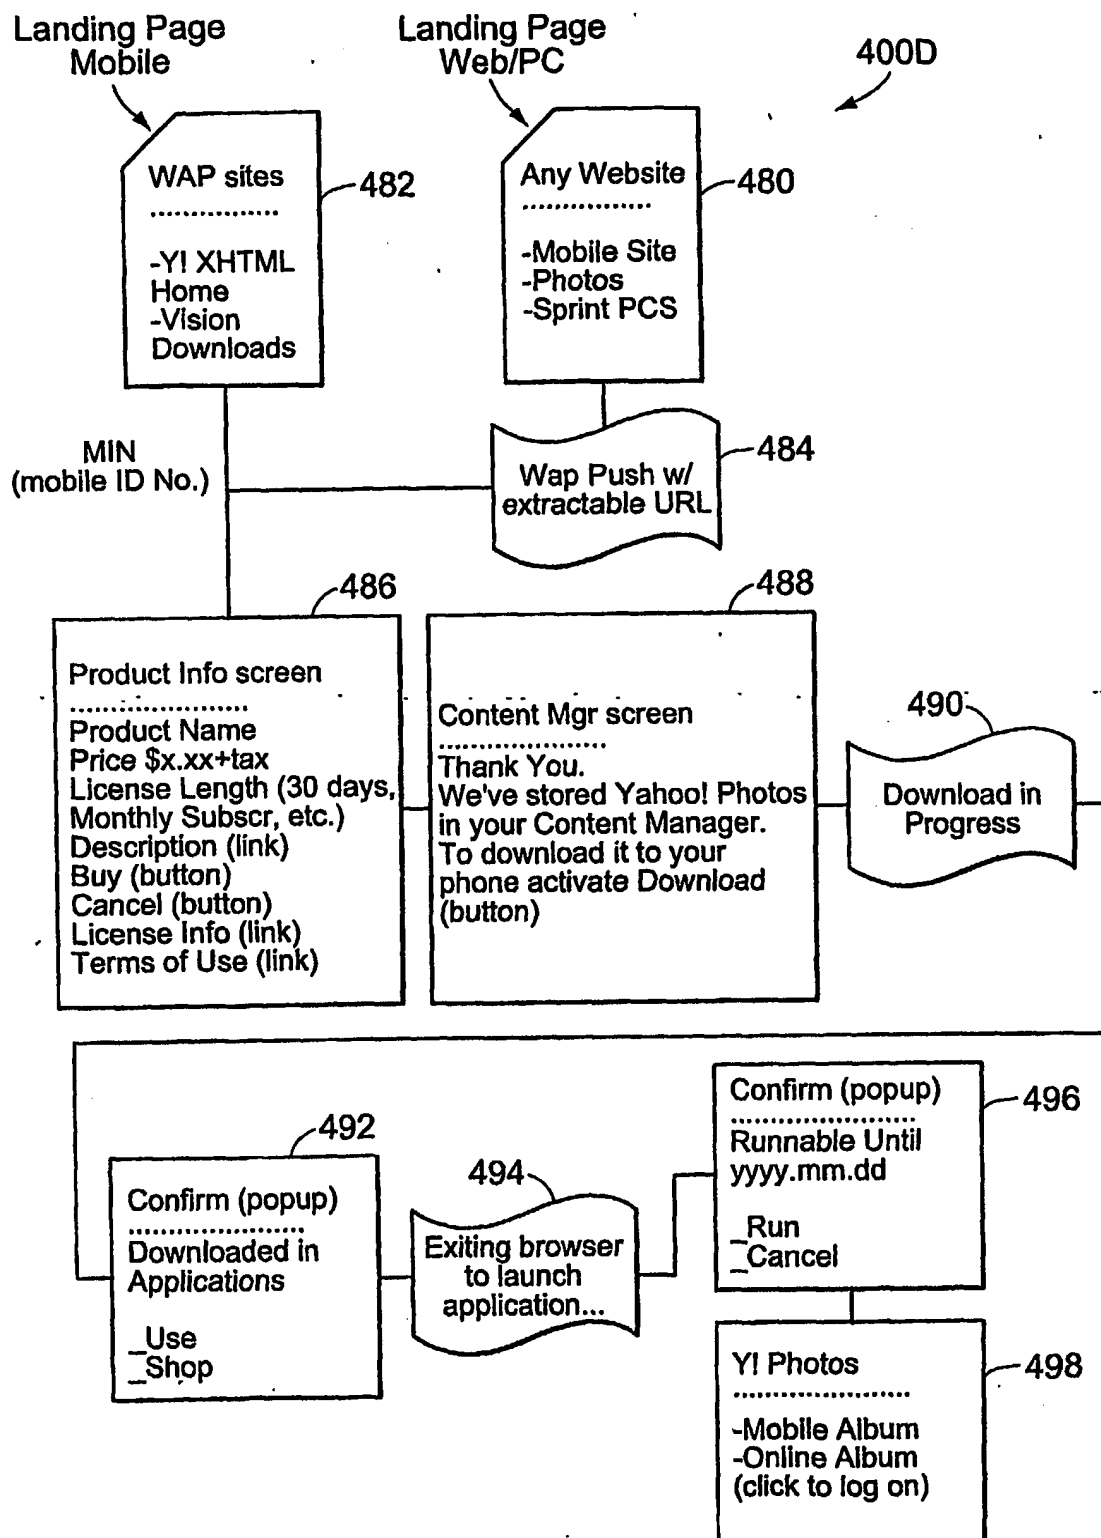 Landing Page
Mobile
Landing Page
Web/PC
400D
WAP sites
....................
-Y! XHTML
Home
-Vision
Downloads
482
Any Website
....................
-Mobile Site
-Photos
-Sprint PCS
480
MIN
(mobile ID No.)
Wap Push w/
extractable URL
484
486
Product Info screen
....................
Product Name
Price $x.xx+tax
License Length (30 days,
Monthly Subscr, etc.)
Description (link)
Buy (button)
Cancel (button)
License Info (link)
Terms of Use (link)
488
Content Mgr screen
....................
Thank You.
We've stored Yahoo! Photos
in your Content Manager.
To download it to your
phone activate Download
(button)
490
Download in
Progress
492
Confirm (popup)
....................
Downloaded in
Applications
_Use
_Shop
494
Exiting browser
to launch
application...
Confirm (popup)
....................
Runnable Until
yyyy.mm.dd
_Run
_Cancel
496
Y! Photos
....................
-Mobile Album
-Online Album
(click to log on)
498